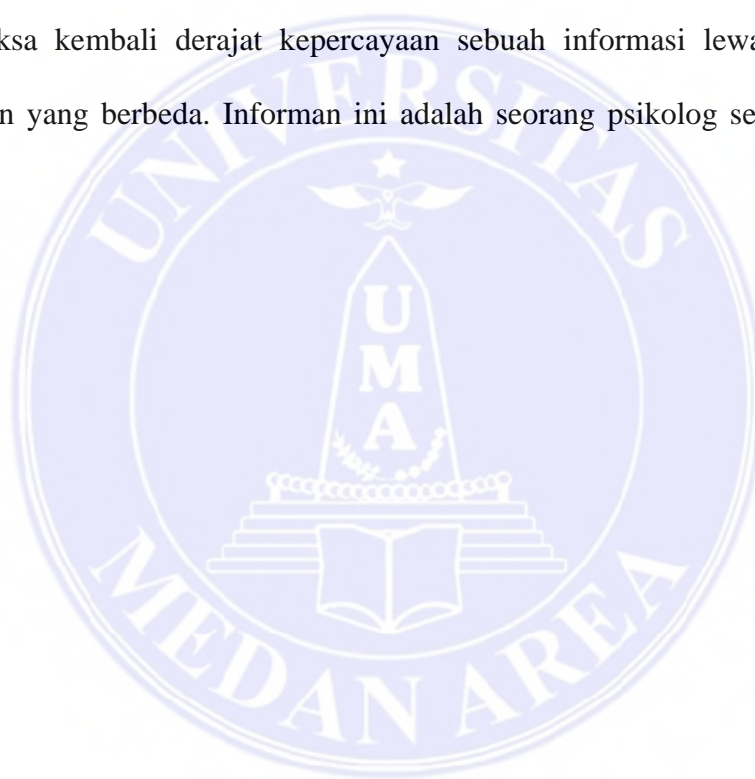 ksa kembali derajat kepercayaan sebuah informasi lewa
n yang berbeda. Informan ini adalah seorang psikolog se
UNIVERSITAS
UMA
MEDAN AREA